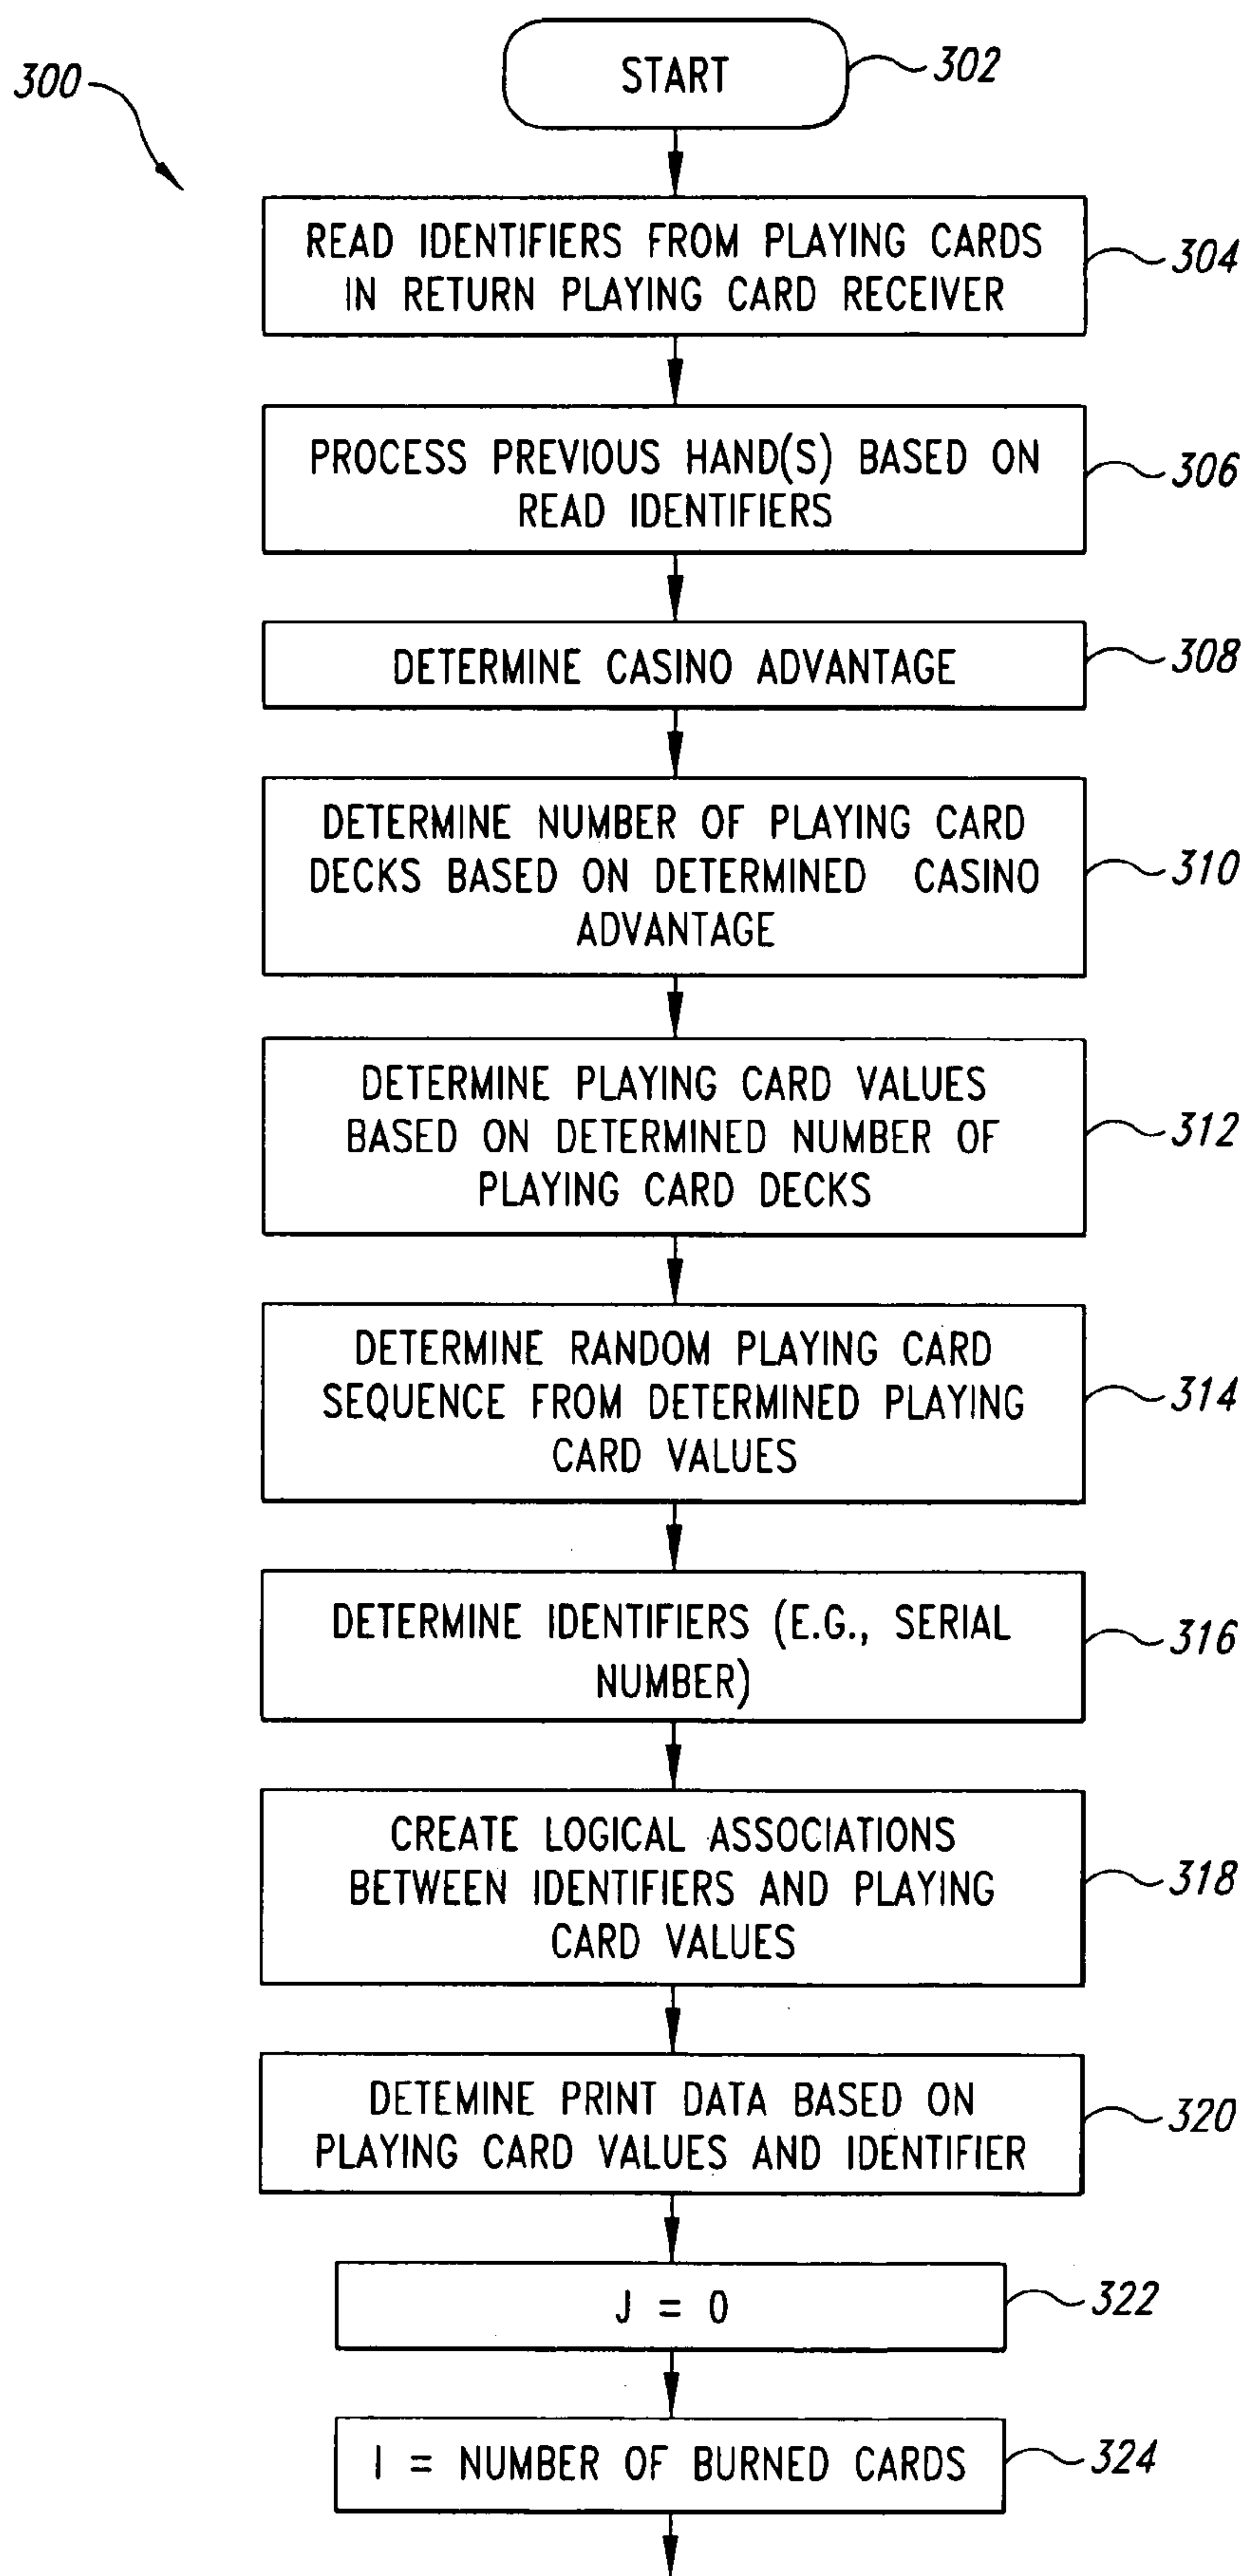 START
302
300
READ IDENTIFIERS FROM PLAYING CARDS
IN RETURN PLAYING CARD RECEIVER
304
PROCESS PREVIOUS HAND(S) BASED ON
READ IDENTIFIERS
306
DETERMINE CASINO ADVANTAGE
308
DETERMINE NUMBER OF PLAYING CARD
DECKS BASED ON DETERMINED CASINO
ADVANTAGE
310
DETERMINE PLAYING CARD VALUES
BASED ON DETERMINED NUMBER OF
PLAYING CARD DECKS
312
DETERMINE RANDOM PLAYING CARD
SEQUENCE FROM DETERMINED PLAYING
CARD VALUES
314
DETERMINE IDENTIFIERS (E.G., SERIAL
NUMBER)
316
CREATE LOGICAL ASSOCIATIONS
BETWEEN IDENTIFIERS AND PLAYING
CARD VALUES
318
DETEMINE PRINT DATA BASED ON
PLAYING CARD VALUES AND IDENTIFIER
320
J = 0
322
I = NUMBER OF BURNED CARDS
324